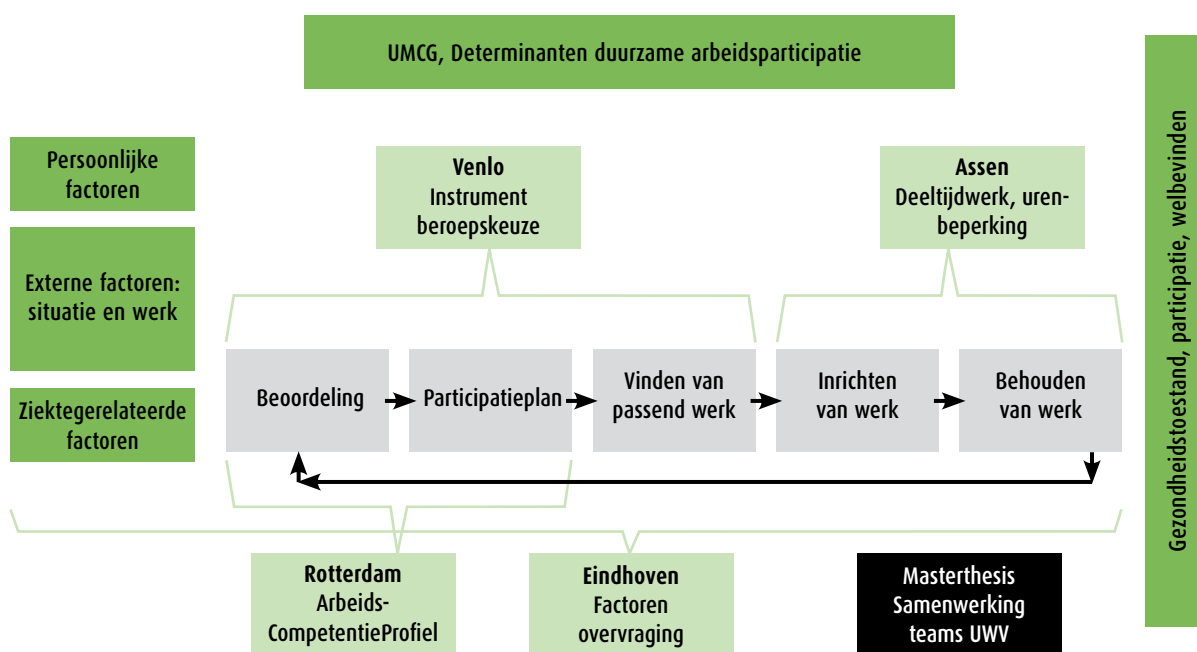 UMCG, Determinanten duurzame arbeidsparticipatie
Persoonlijke
factoren
Externe factoren:
situatie en werk
Ziektegerelateerde
factoren
Venlo
Instrument
beroepskeuze
Assen
Deeltijdwerk, uren-
beperking
Beoordeling
Participatieplan
Vinden van
passend werk
Inrichten
van werk
Behouden
van werk
Rotterdam
Arbeids-
CompetentieProfiel
Eindhoven
Factoren
overvraging
Masterthesis
Samenwerking
teams UWV
Gezondheidstoestand, participatie, welbevinden